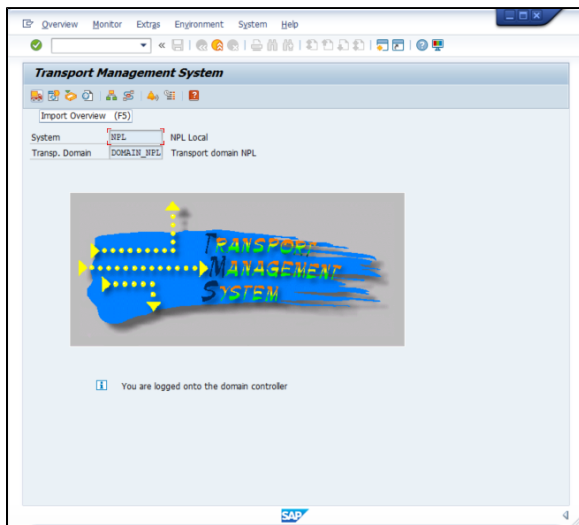 Overview Monitor Extras Environment System Help
Transport Management System
Import Overview (F5)
System NPL NPL Local
Transp. Domain DOMAIN_NPL Transport domain NPL
TRANSPORT
MANAGEMENT
SYSTEM
You are logged onto the domain controller
SAP